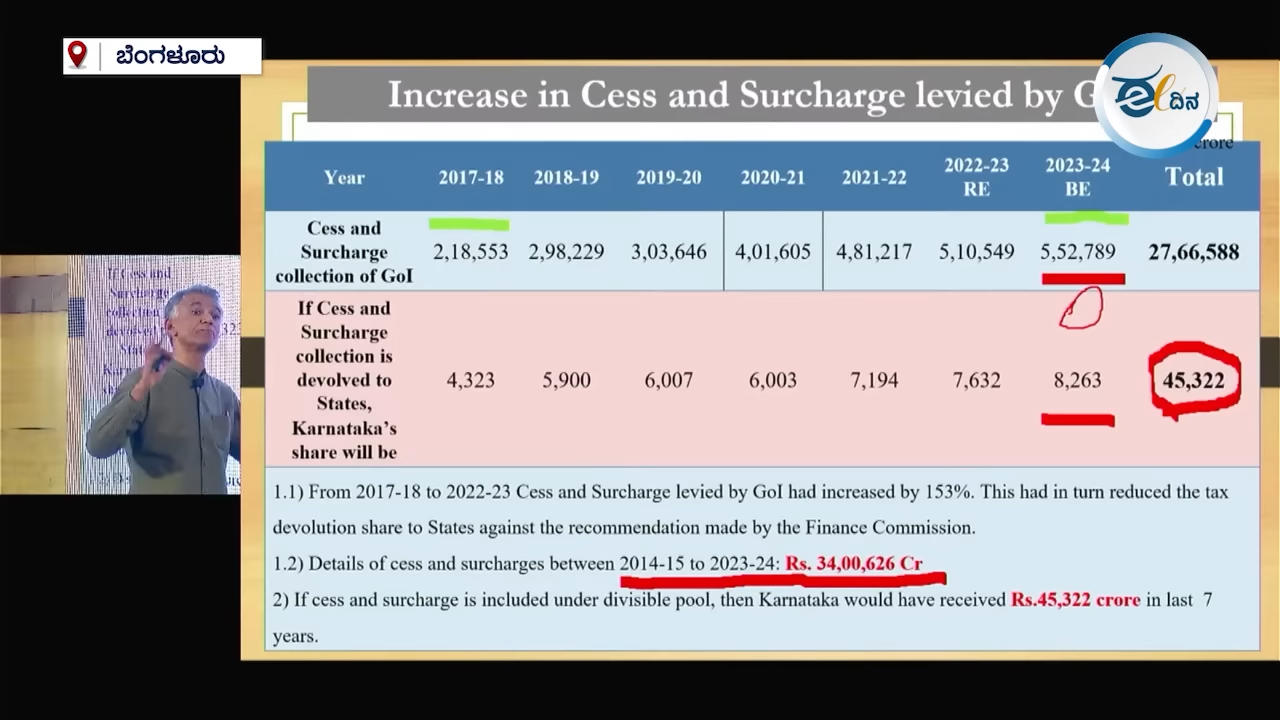 ಬೆಂಗಳೂರು
Increase in Cess and Surcharge levied by G
ಈ
el
ದಿನ
crore
Year 2017-18 2018-19 2019-20 2020-21 2021-22 2022-23 RE 2023-24 BE Total
Cess and Surcharge collection of GoI 2,18,553 2,98,229 3,03,646 4,01,605 4,81,217 5,10,549 5,52,789 27,66,588
If Cess and Surcharge collection is devolved to States, Karnataka's share will be 4,323 5,900 6,007 6,003 7,194 7,632 8,263 45,322
1.1) From 2017-18 to 2022-23 Cess and Surcharge levied by GoI had increased by 153%. This had in turn reduced the tax
devolution share to States against the recommendation made by the Finance Commission.
1.2) Details of cess and surcharges between 2014-15 to 2023-24: Rs. 34,00,626 Cr
2) If cess and surcharge is included under divisible pool, then Karnataka would have received Rs.45,322 crore in last 7
years.
If Cess and
Surcharge